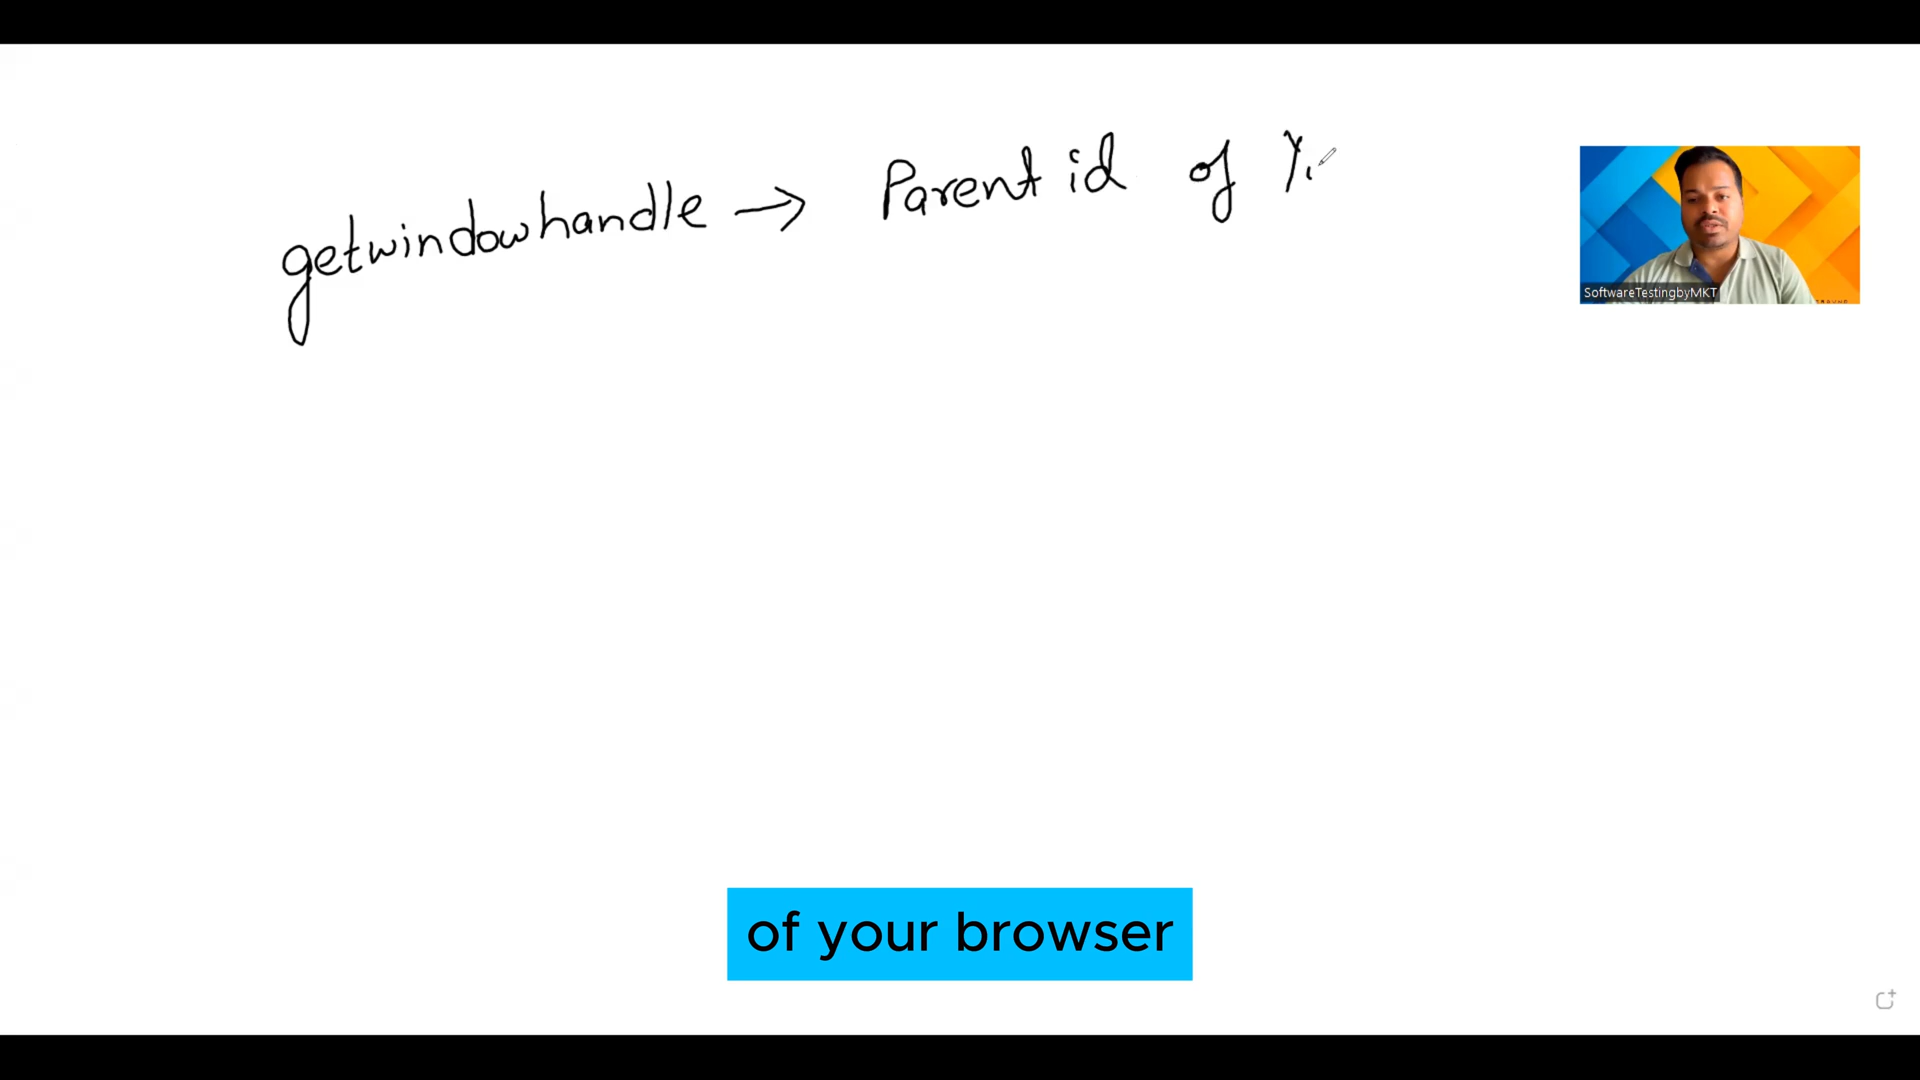 getwindowhandle → Parent id of
SoftwareTestingbyMKT
of your browser